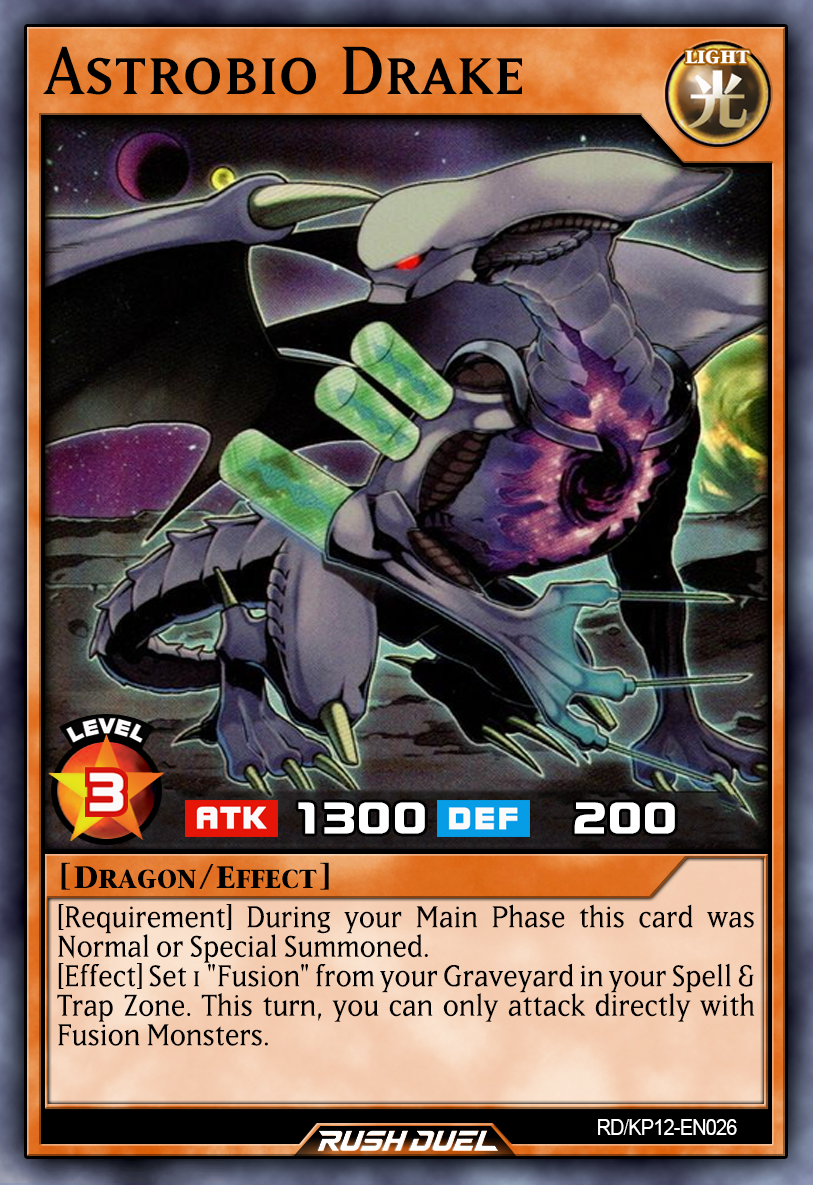 Astrobio Drake
LIGHT
光
LEVEL
3
ATK 1300 DEF 200
[Dragon/Effect]
[Requirement] During your Main Phase this card was
Normal or Special Summoned.
[Effect] Set 1 "Fusion" from your Graveyard in your Spell &
Trap Zone. This turn, you can only attack directly with
Fusion Monsters.
RD/KP12-EN026
RUSH DUEL